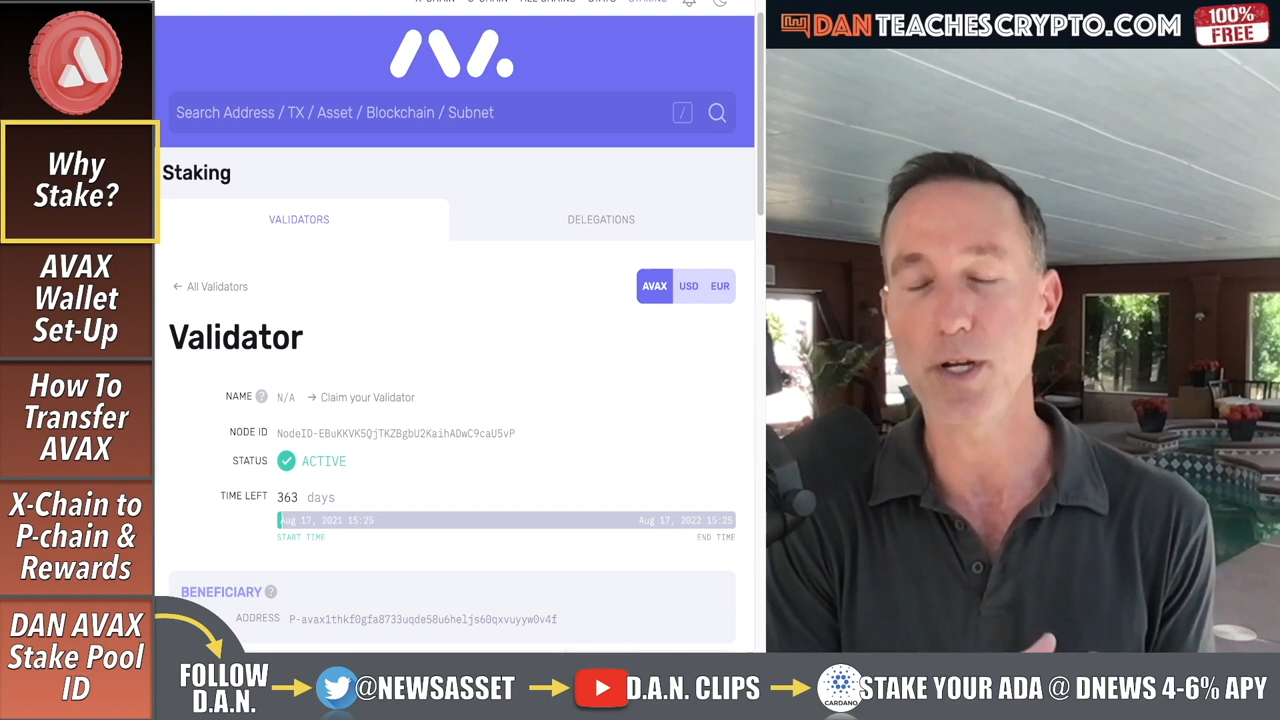 DANTEACHESCRYPTO.COM
100%
FREE
Search Address / TX / Asset / Blockchain / Subnet
/
Staking
VALIDATORS
DELEGATIONS
← All Validators
AVAX
USD
EUR
Validator
NAME ? N/A → Claim your Validator
NODE ID NodeID-EBuKKVK5QjTKZBgbU2KaihADwC9caU5vP
STATUS ACTIVE
TIME LEFT 363 days
Aug 17, 2021 15:25
Aug 17, 2022 15:25
START TIME
END TIME
BENEFICIARY ?
ADDRESS P-avax1thkf0gfa8733uqde58u6heljs60qxvuyyw0v4f
Why
Stake?
AVAX
Wallet
Set-Up
How To
Transfer
AVAX
X-Chain to
P-chain &
Rewards
DAN AVAX
Stake Pool
ID
FOLLOW
D.A.N.
@NEWSASSET
D.A.N. CLIPS
CARDANO
STAKE YOUR ADA @ DNEWS 4-6% APY